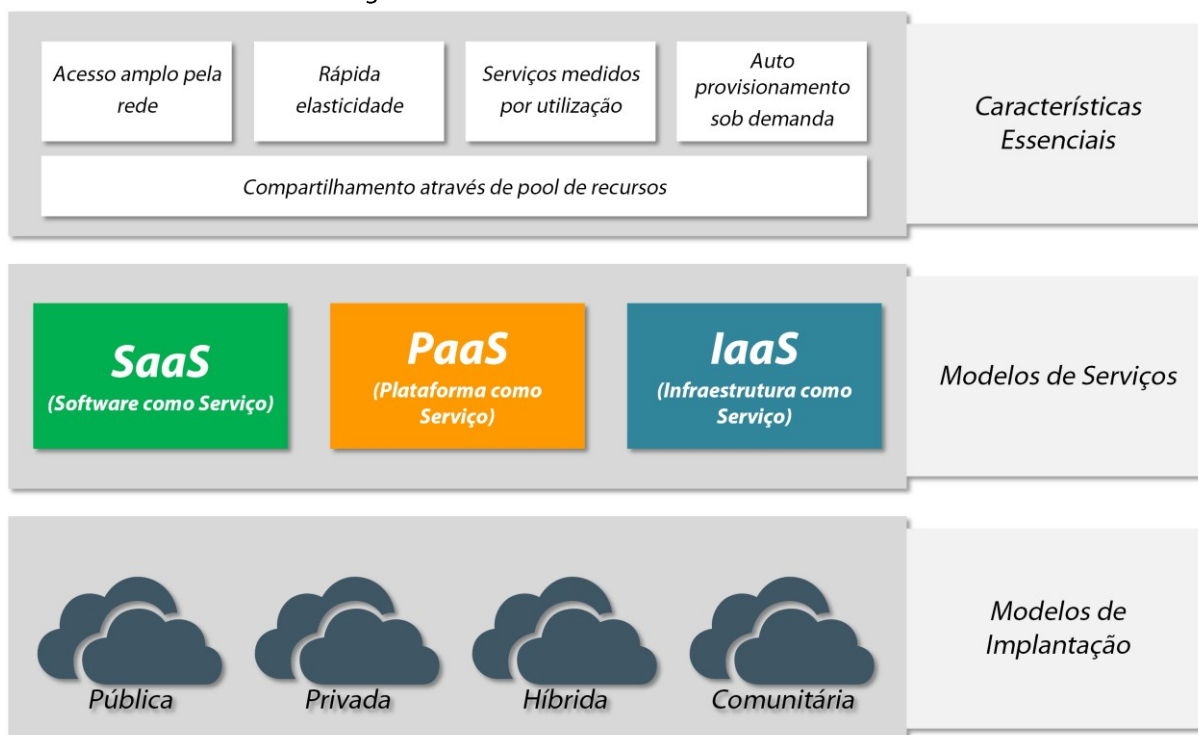 Acesso amplo pela
rede
Rápida
elasticidade
Serviços medidos
por utilização
Auto
provisionamento
sob demanda
Compartilhamento através de pool de recursos
Características
Essenciais
SaaS
(Software como Serviço)
PaaS
(Plataforma como
Serviço)
IaaS
(Infraestrutura como
Serviço)
Modelos de Serviços
Pública
Privada
Híbrida
Comunitária
Modelos de
Implantação